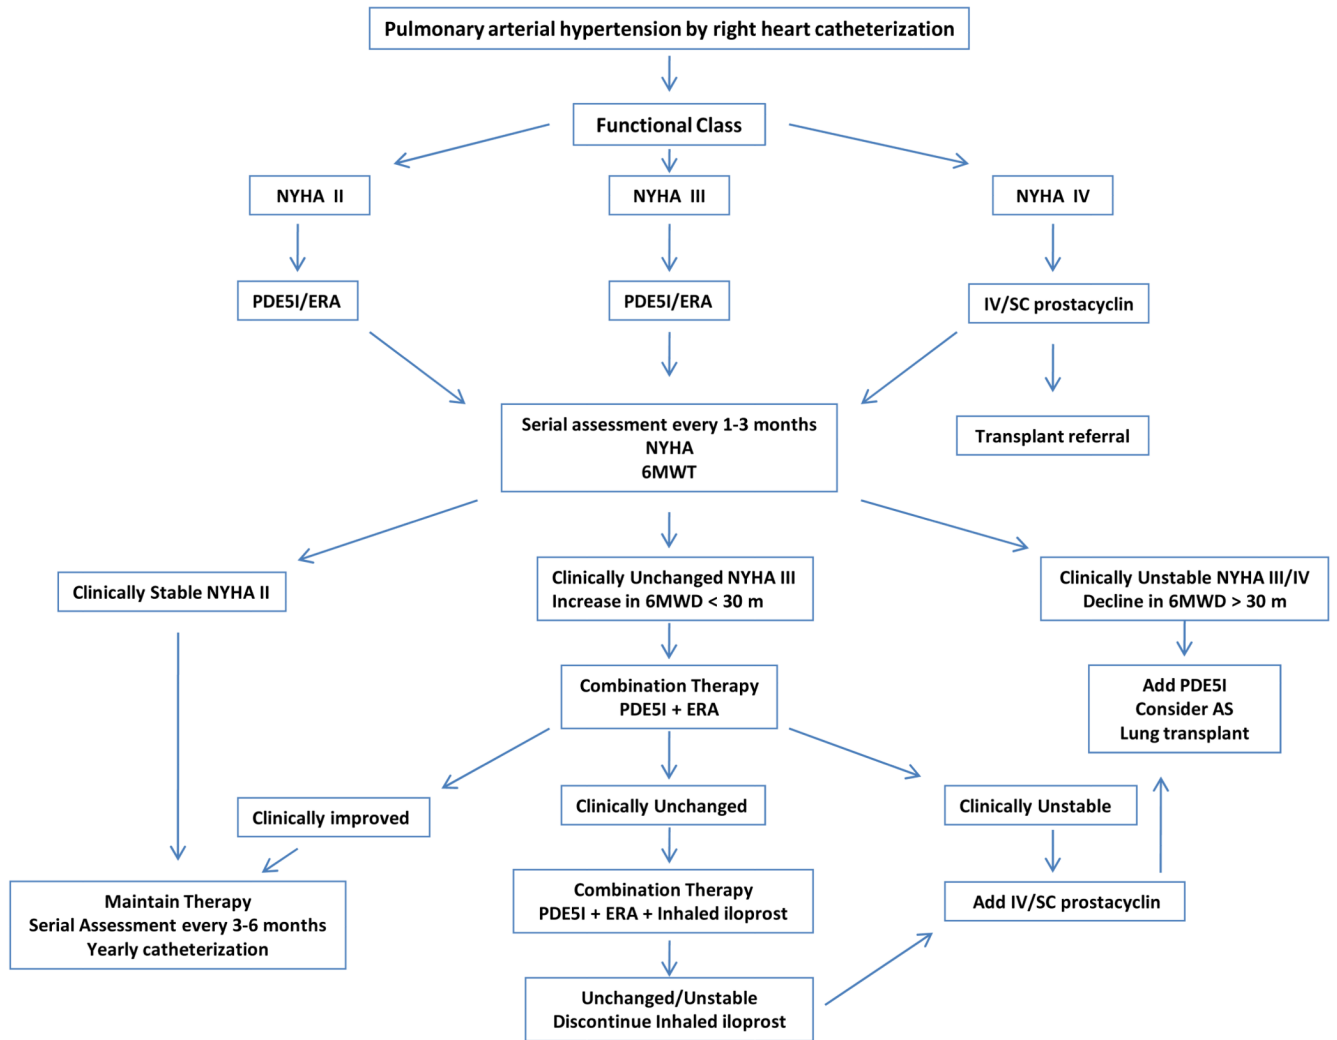 Pulmonary arterial hypertension by right heart catheterization
Functional Class
NYHA II
NYHA III
NYHA IV
PDE5I/ERA
PDE5I/ERA
IV/SC prostacyclin
Serial assessment every 1-3 months
NYHA
6MWT
Transplant referral
Clinically Stable NYHA II
Clinically Unchanged NYHA III
Increase in 6MWD < 30 m
Clinically Unstable NYHA III/IV
Decline in 6MWD > 30 m
Combination Therapy
PDE5I + ERA
Add PDE5I
Consider AS
Lung transplant
Clinically improved
Clinically Unchanged
Clinically Unstable
Maintain Therapy
Serial Assessment every 3-6 months
Yearly catheterization
Combination Therapy
PDE5I + ERA + Inhaled iloprost
Add IV/SC prostacyclin
Unchanged/Unstable
Discontinue Inhaled iloprost